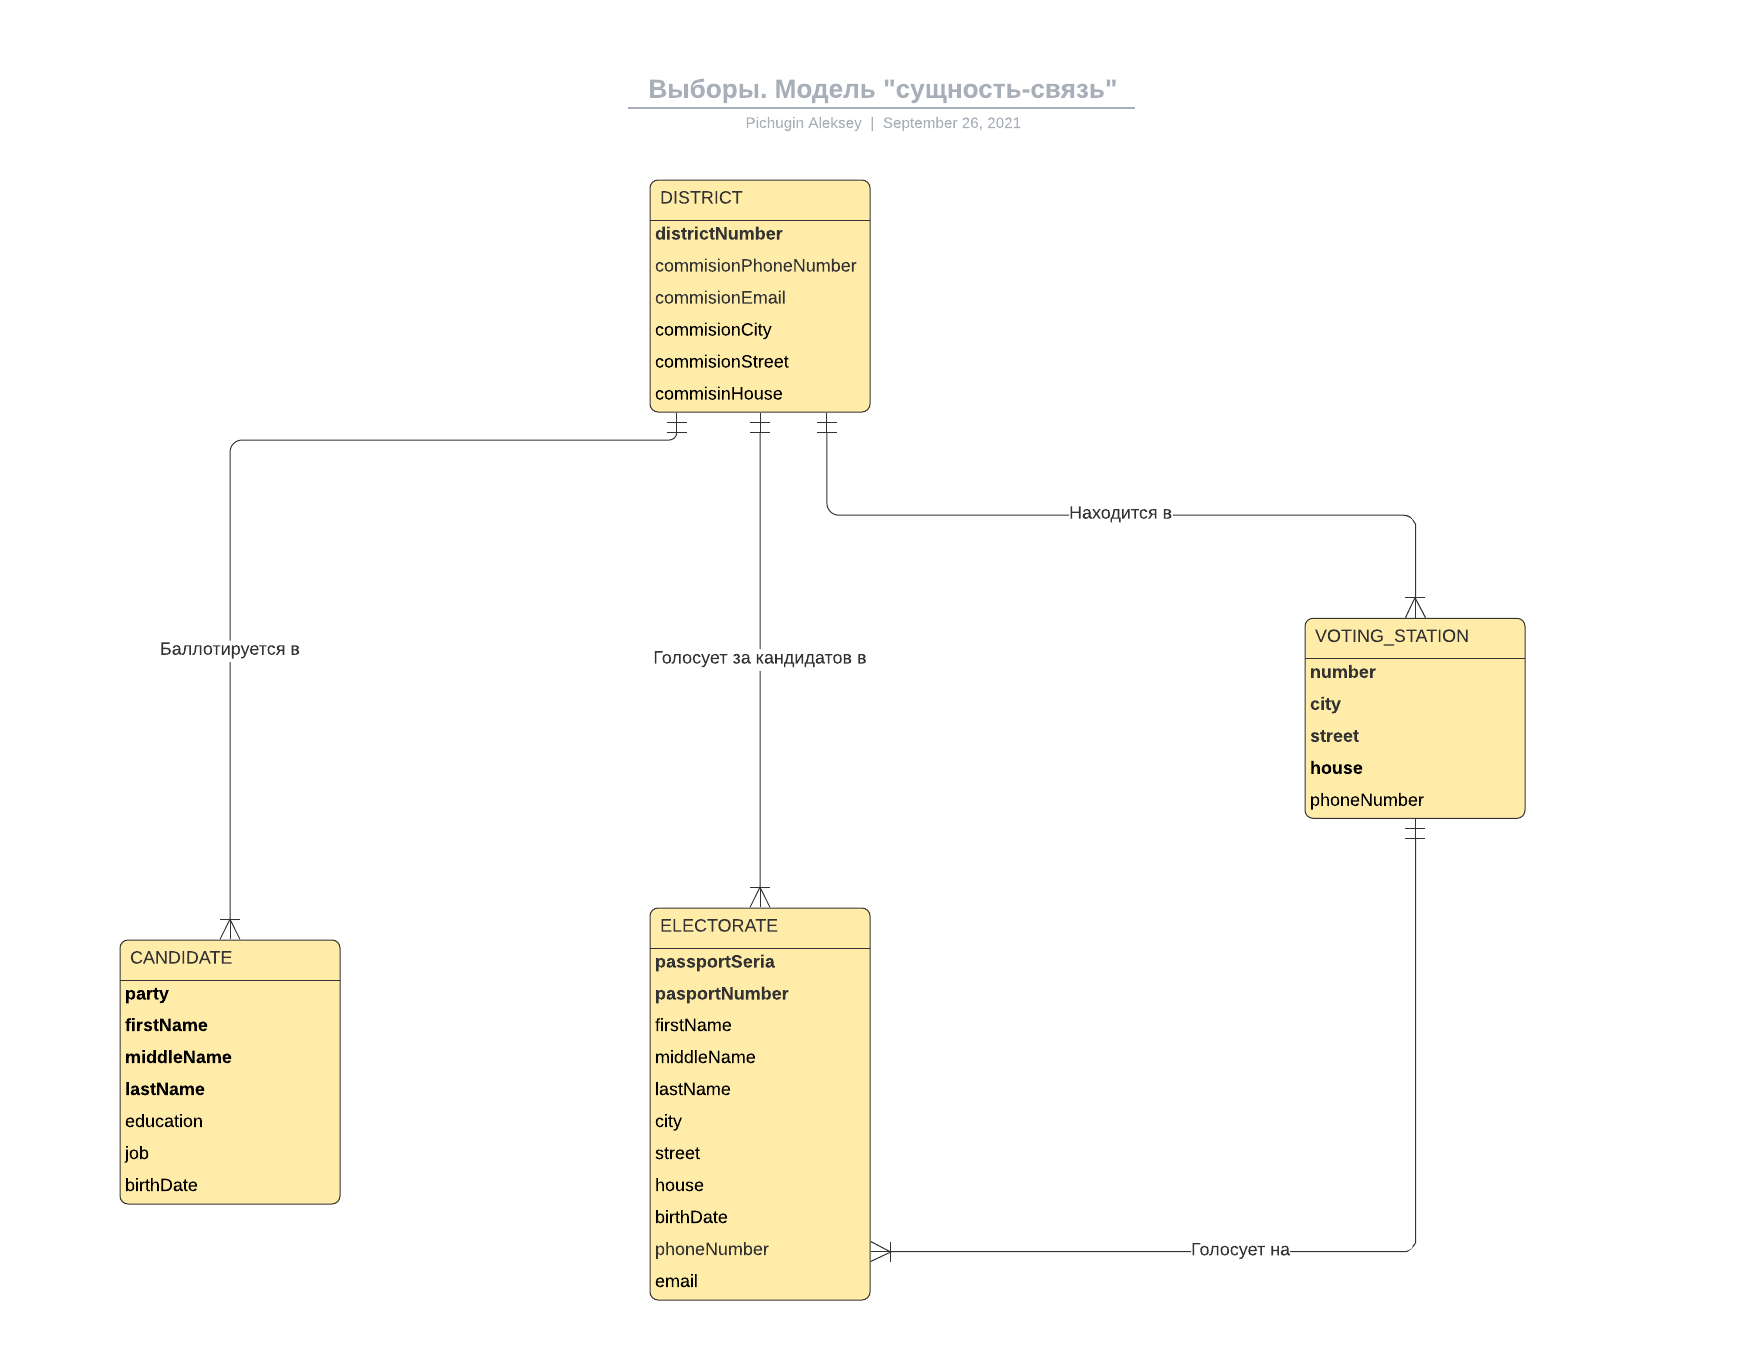 Выборы. Модель "сущность-связь"
Pichugin Aleksey | September 26, 2021
DISTRICT
districtNumber
commisionPhoneNumber
commisionEmail
commisionCity
commisionStreet
commisinHouse
Находится в
Баллотируется в
Голосует за кандидатов в
VOTING_STATION
number
city
street
house
phoneNumber
CANDIDATE
party
firstName
middleName
lastName
education
job
birthDate
ELECTORATE
passportSeria
pasportNumber
firstName
middleName
lastName
city
street
house
birthDate
phoneNumber
email
Голосует на